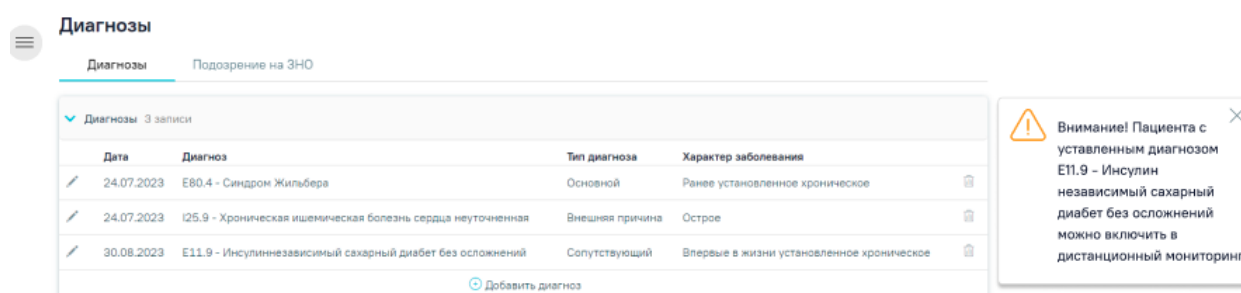 Диагнозы
Диагнозы Подозрение на ЗНО
Диагнозы 3 записи
Дата Диагноз Тип диагноза Характер заболевания
24.07.2023 E80.4 - Синдром Жильбера Основной Ранее установленное хроническое
24.07.2023 I25.9 - Хроническая ишемическая болезнь сердца неуточненная Внешняя причина Острое
30.08.2023 E11.9 - Инсулиннезависимый сахарный диабет без осложнений Сопутствующий Впервые в жизни установленное хроническое
Добавить диагноз
Внимание! Пациента с
уставленным диагнозом
E11.9 - Инсулин
независимый сахарный
диабет без осложнений
можно включить в
дистанционный мониторинг